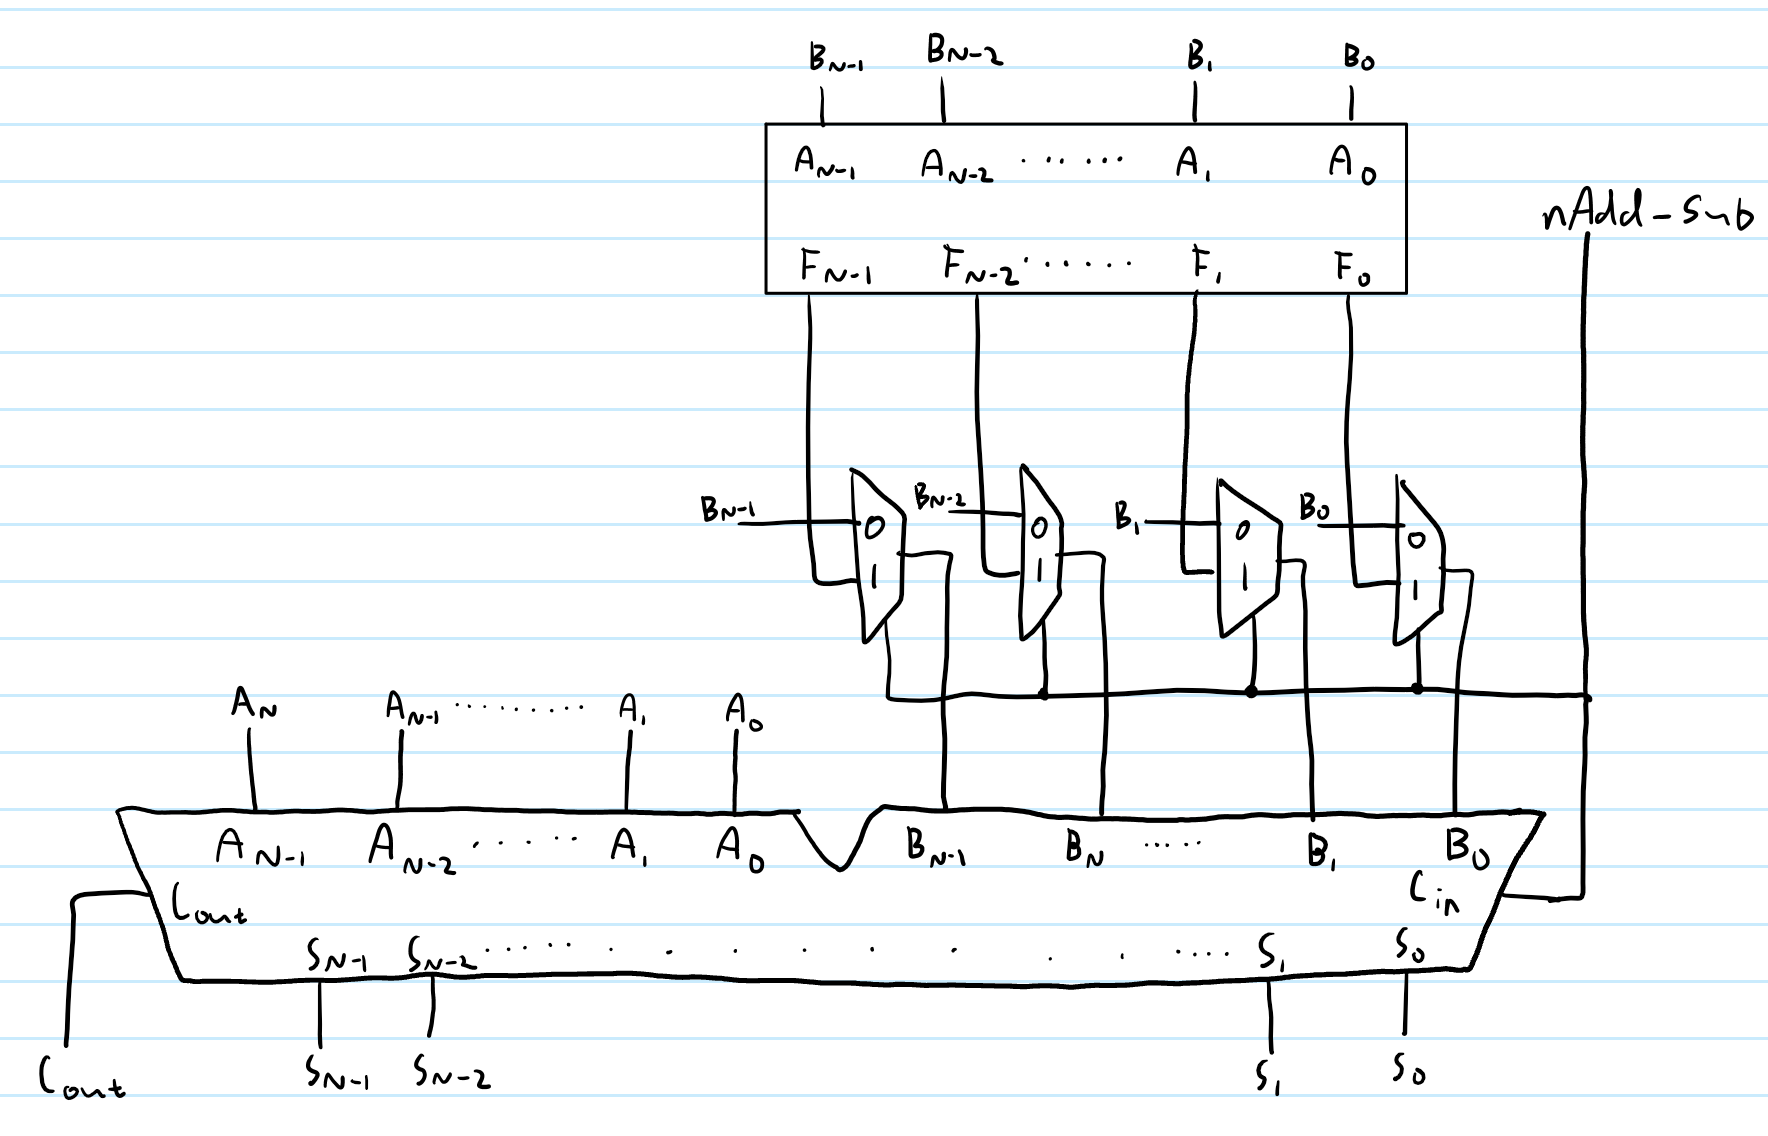 B_N-1 B_N-2 B_1 B_0
A_N-1 A_N-2 ······ A_1 A_0
nAdd-Sub
F_N-1 F_N-2 ······ F_1 F_0
B_N-1 0 B_N-2 0 B_1 0 B_0 0
1 1 1 1
A_N A_N-1 ········· A_1 A_0
A_N-1 A_N-2 ······ A_1 A_0 B_N-1 B_N ····· B_1 B_0
Cout Cin
S_N-1 S_N-2 ····· · · · · · · · · ···· S_1 S_0
Cout S_N-1 S_N-2 S_1 S_0